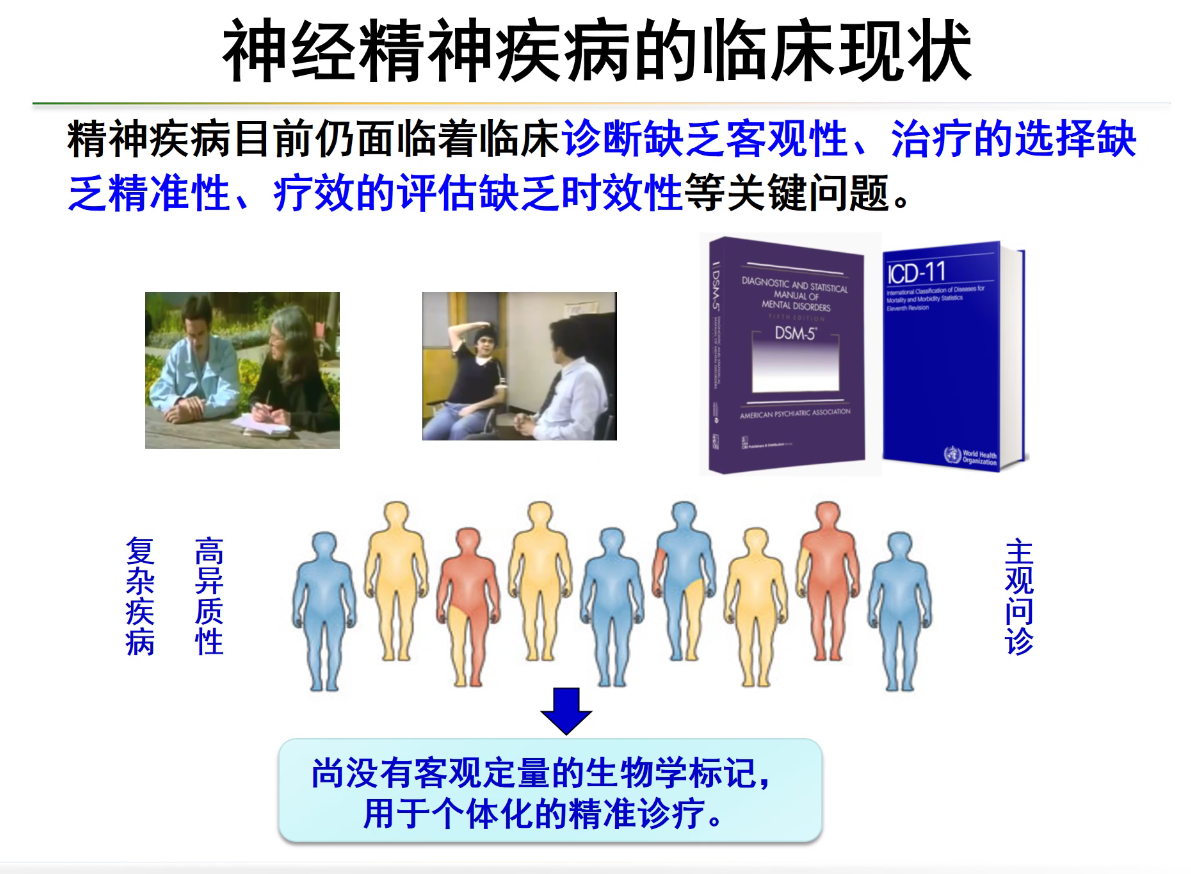 神经精神疾病的临床现状
精神疾病目前仍面临着临床诊断缺乏客观性、治疗的选择缺
乏精准性、疗效的评估缺乏时效性等关键问题。
DSM-5
DIAGNOSTIC AND STATISTICAL
MANUAL OF
MENTAL DISORDERS
FIFTH EDITION
DSM-5®
AMERICAN PSYCHIATRIC ASSOCIATION
ICD-11
International Classification of Diseases for
Mortality and Morbidity Statistics
Eleventh Revision
World Health
Organization
复杂疾病
高异质性
主观问诊
尚没有客观定量的生物学标记，
用于个体化的精准诊疗。